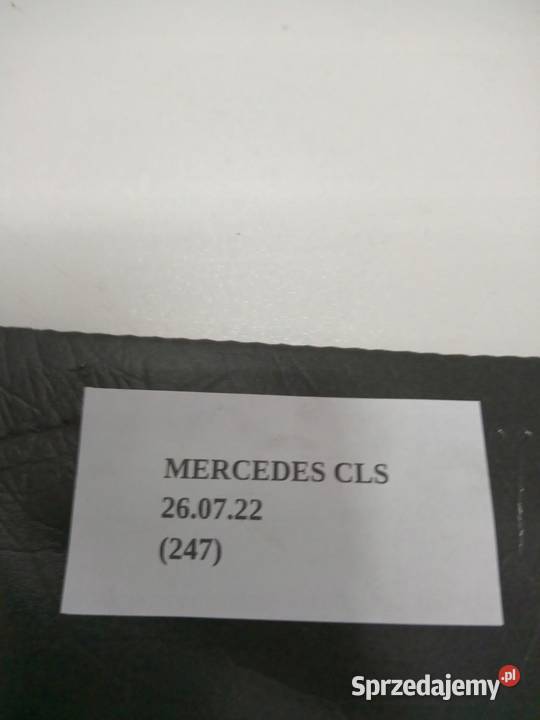 MERCEDES CLS
26.07.22
(247)
Sprzedajemy.pl